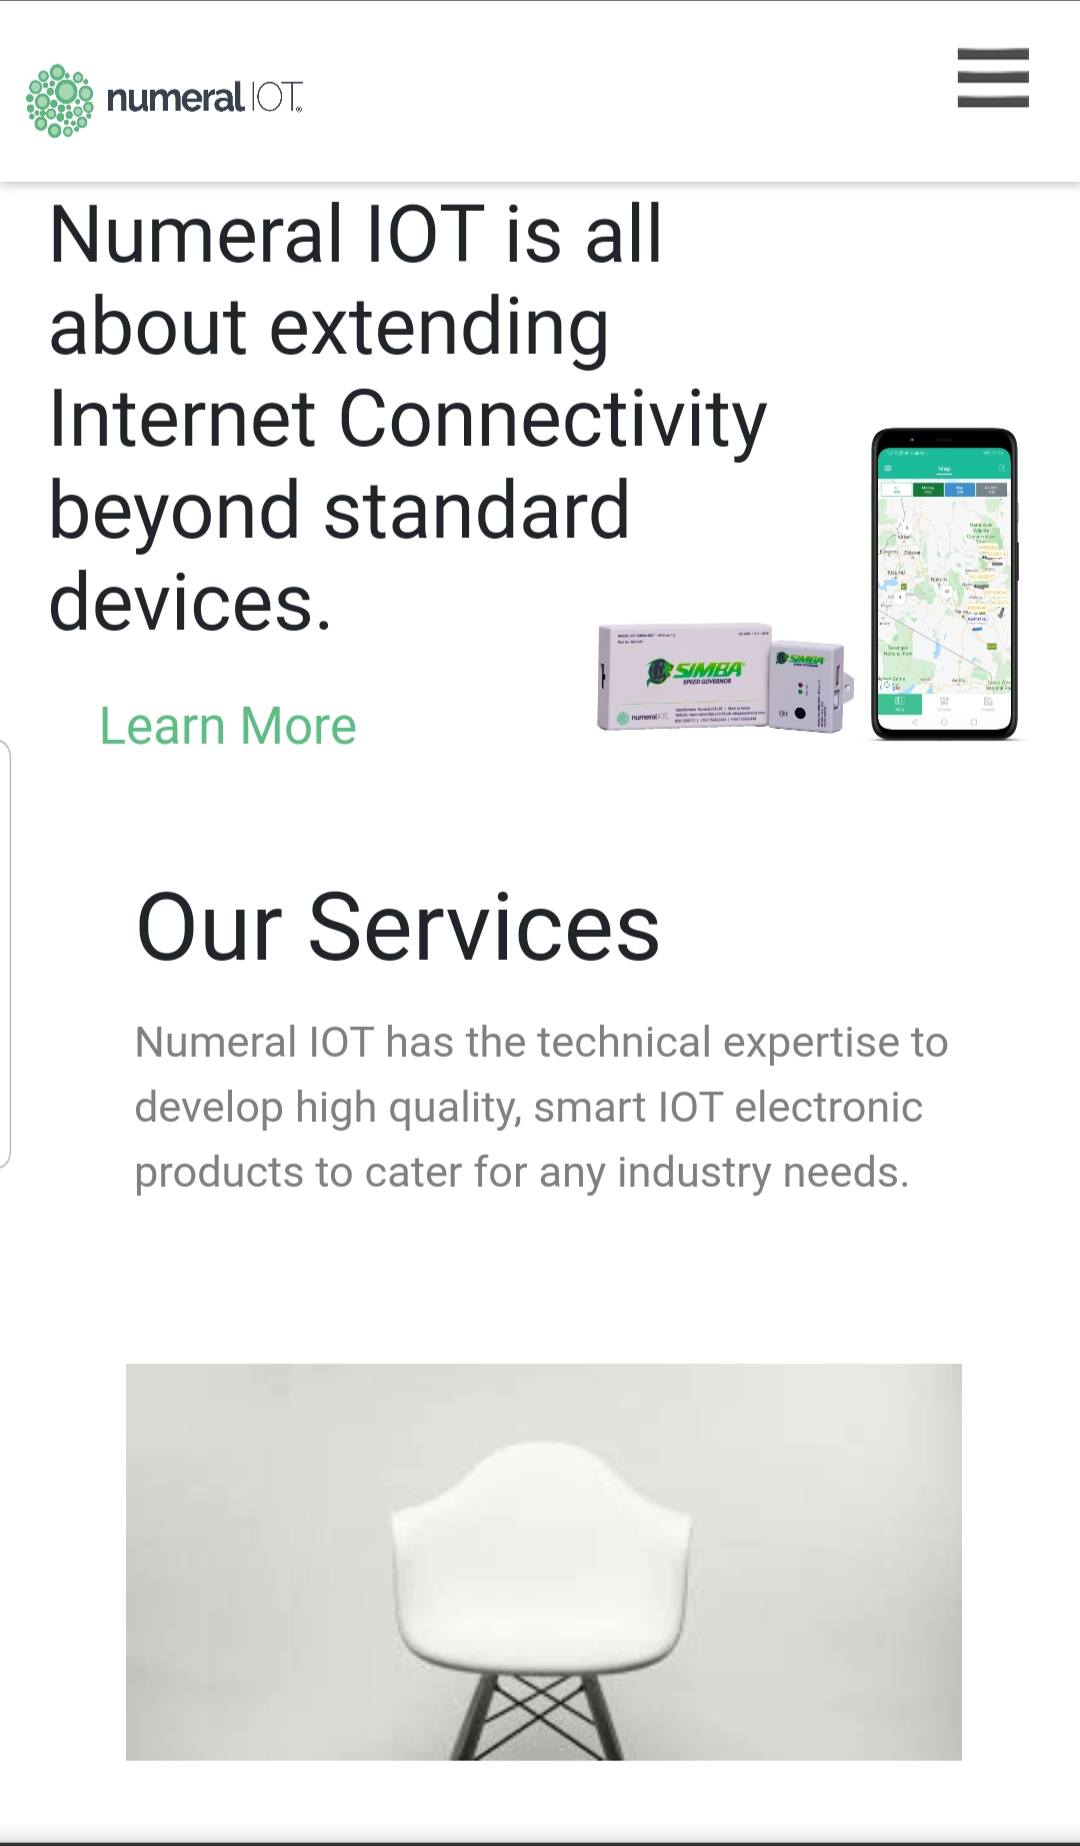 numeral IOT
Numeral IOT is all
about extending
Internet Connectivity
beyond standard
devices.
Learn More
SIMBA
SPEED GOVERNOR
numeral IOT
SIMBA
Map
Nakuru
Our Services
Numeral IOT has the technical expertise to
develop high quality, smart IOT electronic
products to cater for any industry needs.